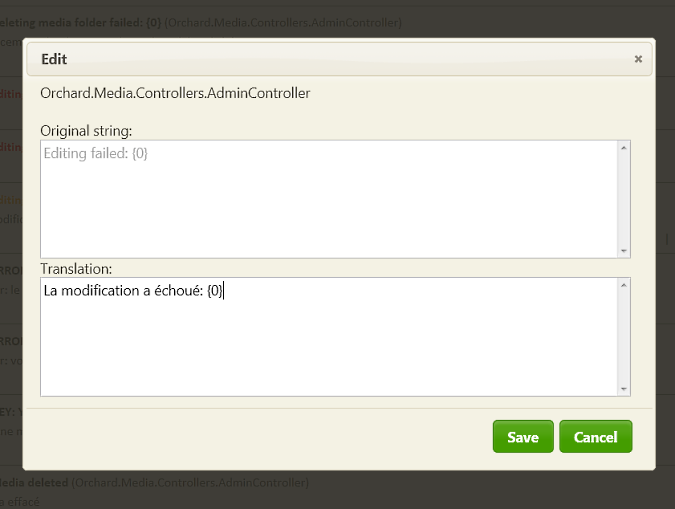 eleting media folder failed: {0} (Orchard.Media.Controllers.AdminController)
Edit
Orchard.Media.Controllers.AdminController
Original string:
Editing failed: {0}
Translation:
La modification a échoué: {0}
Save
Cancel
edia deleted (Orchard.Media.Controllers.AdminController)
a effacé